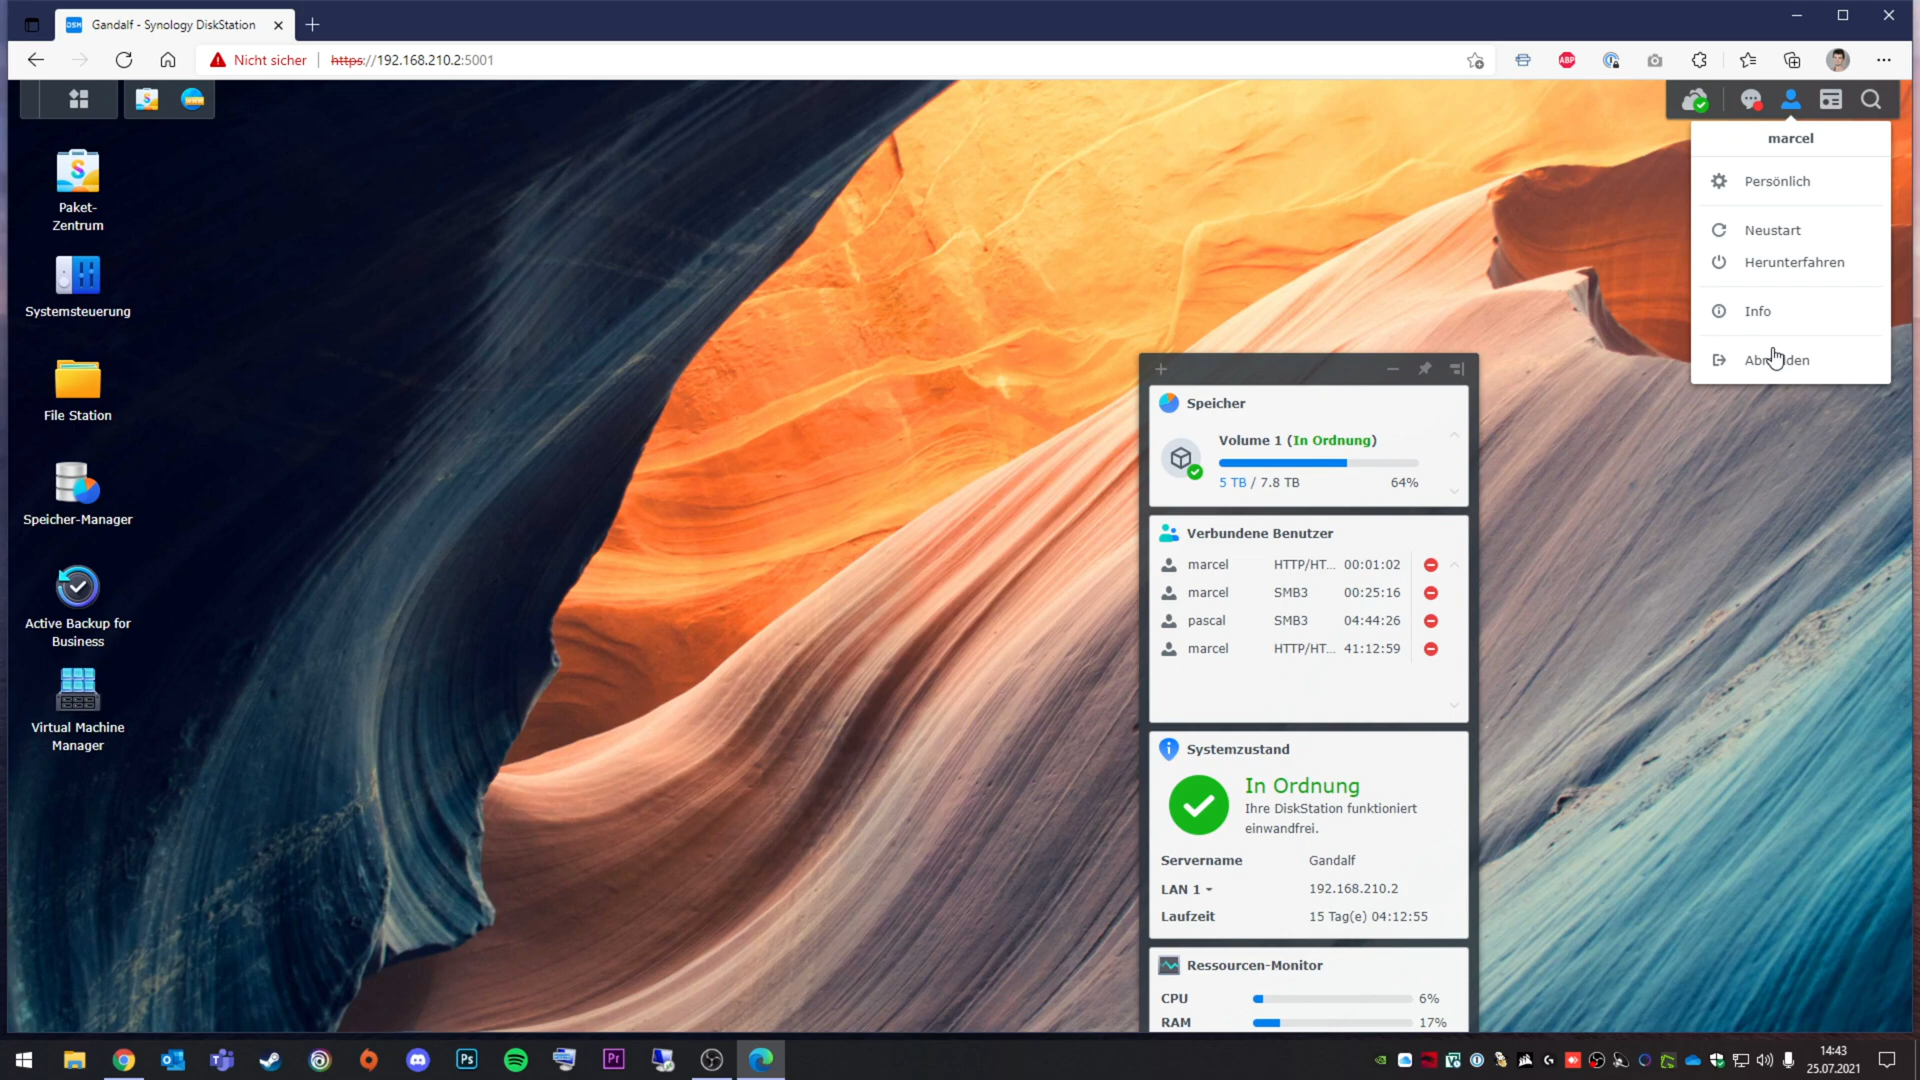 Gandalf - Synology DiskStation
Nicht sicher
https://192.168.210.2:5001
marcel
Persönlich
Neustart
Herunterfahren
Info
Paket-
Zentrum
Systemsteuerung
File Station
Speicher-Manager
Active Backup for
Business
Virtual Machine
Manager
Speicher
Volume 1 (In Ordnung)
5 TB / 7.8 TB 64%
Verbundene Benutzer
marcel HTTP/HT... 00:01:02
marcel SMB3 00:25:16
pascal SMB3 04:44:26
marcel HTTP/HT... 41:12:59
Systemzustand
In Ordnung
Ihre DiskStation funktioniert
einwandfrei.
Servername Gandalf
LAN 1 192.168.210.2
Laufzeit 15 Tag(e) 04:12:55
Ressourcen-Monitor
CPU 6%
RAM 17%
14:43
25.07.2021
DSM
ABP
Ps
Pr